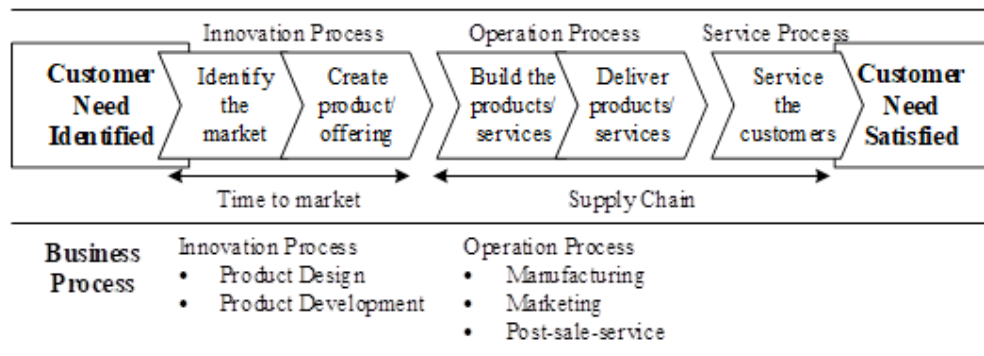 Innovation Process
Operation Process
Service Process
Customer
Need
Identified
Identify
the
market
Create
product/
offering
Build the
products/
services
Deliver
products/
services
Service
the
customers
Customer
Need
Satisfied
Time to market
Supply Chain
Business
Process
Innovation Process
• Product Design
• Product Development
Operation Process
• Manufacturing
• Marketing
• Post-sale-service